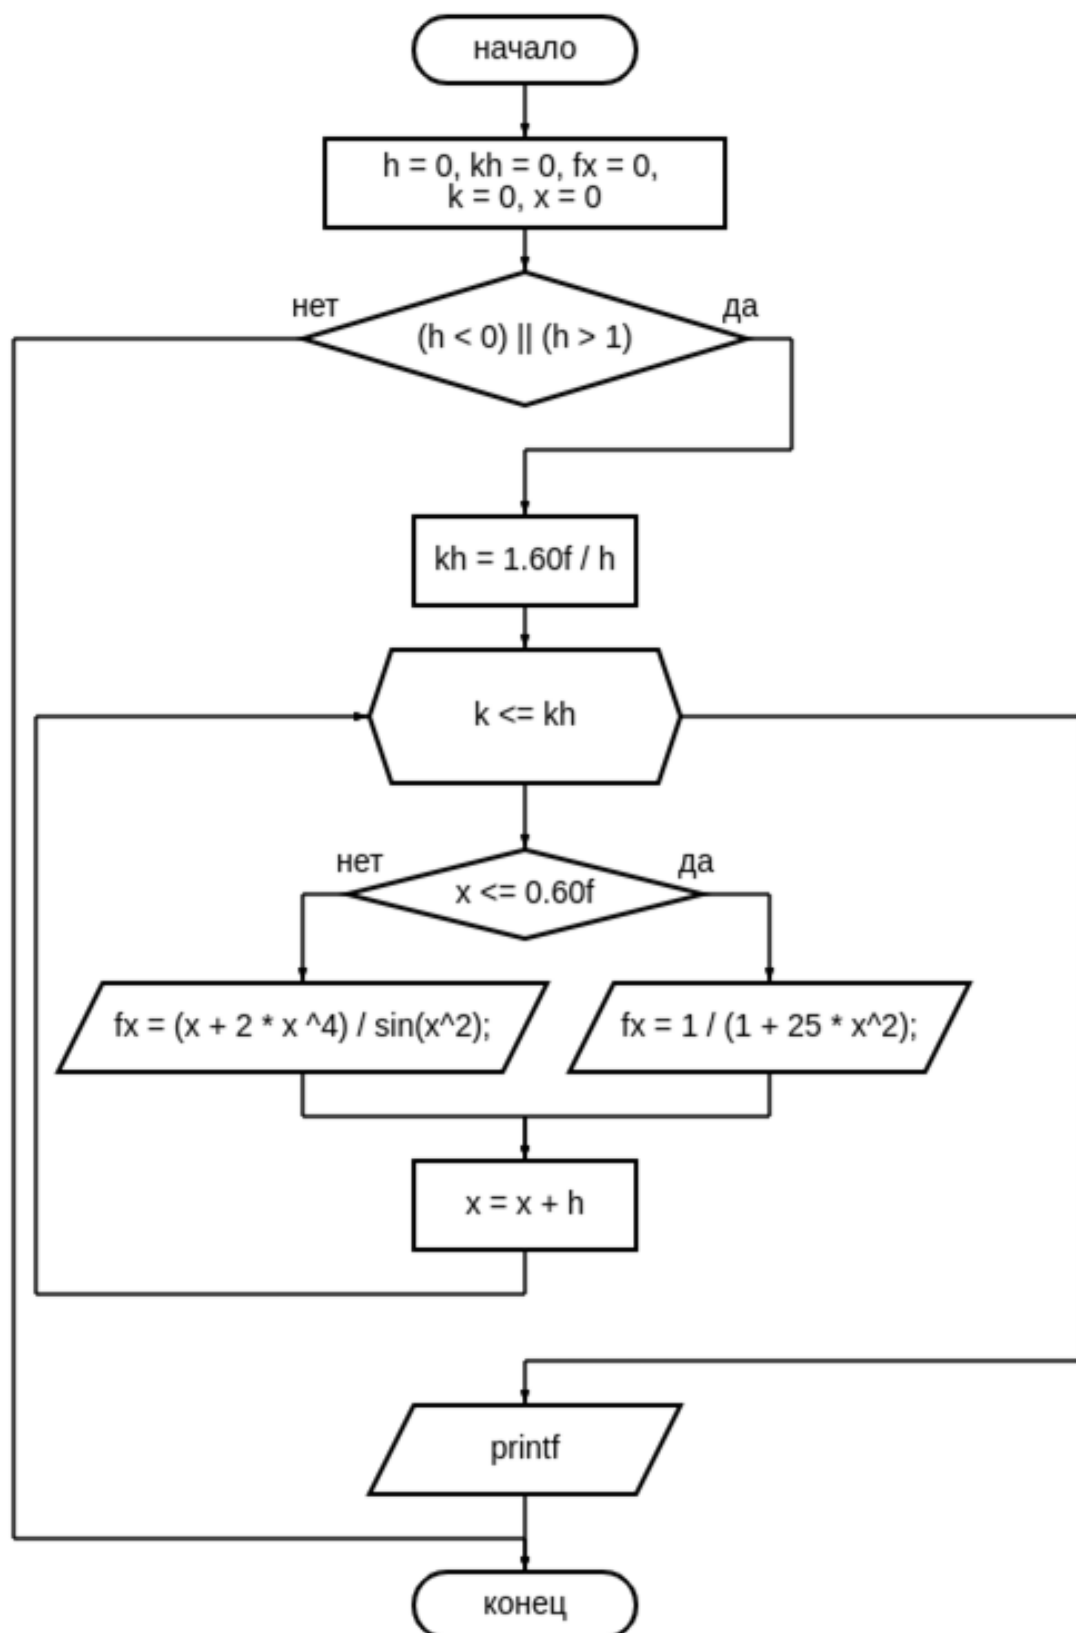 начало
h = 0, kh = 0, fx = 0,
k = 0, x = 0
нет
да
(h < 0) || (h > 1)
kh = 1.60f / h
k <= kh
нет
да
x <= 0.60f
fx = (x + 2 * x ^4) / sin(x^2);
fx = 1 / (1 + 25 * x^2);
x = x + h
printf
конец